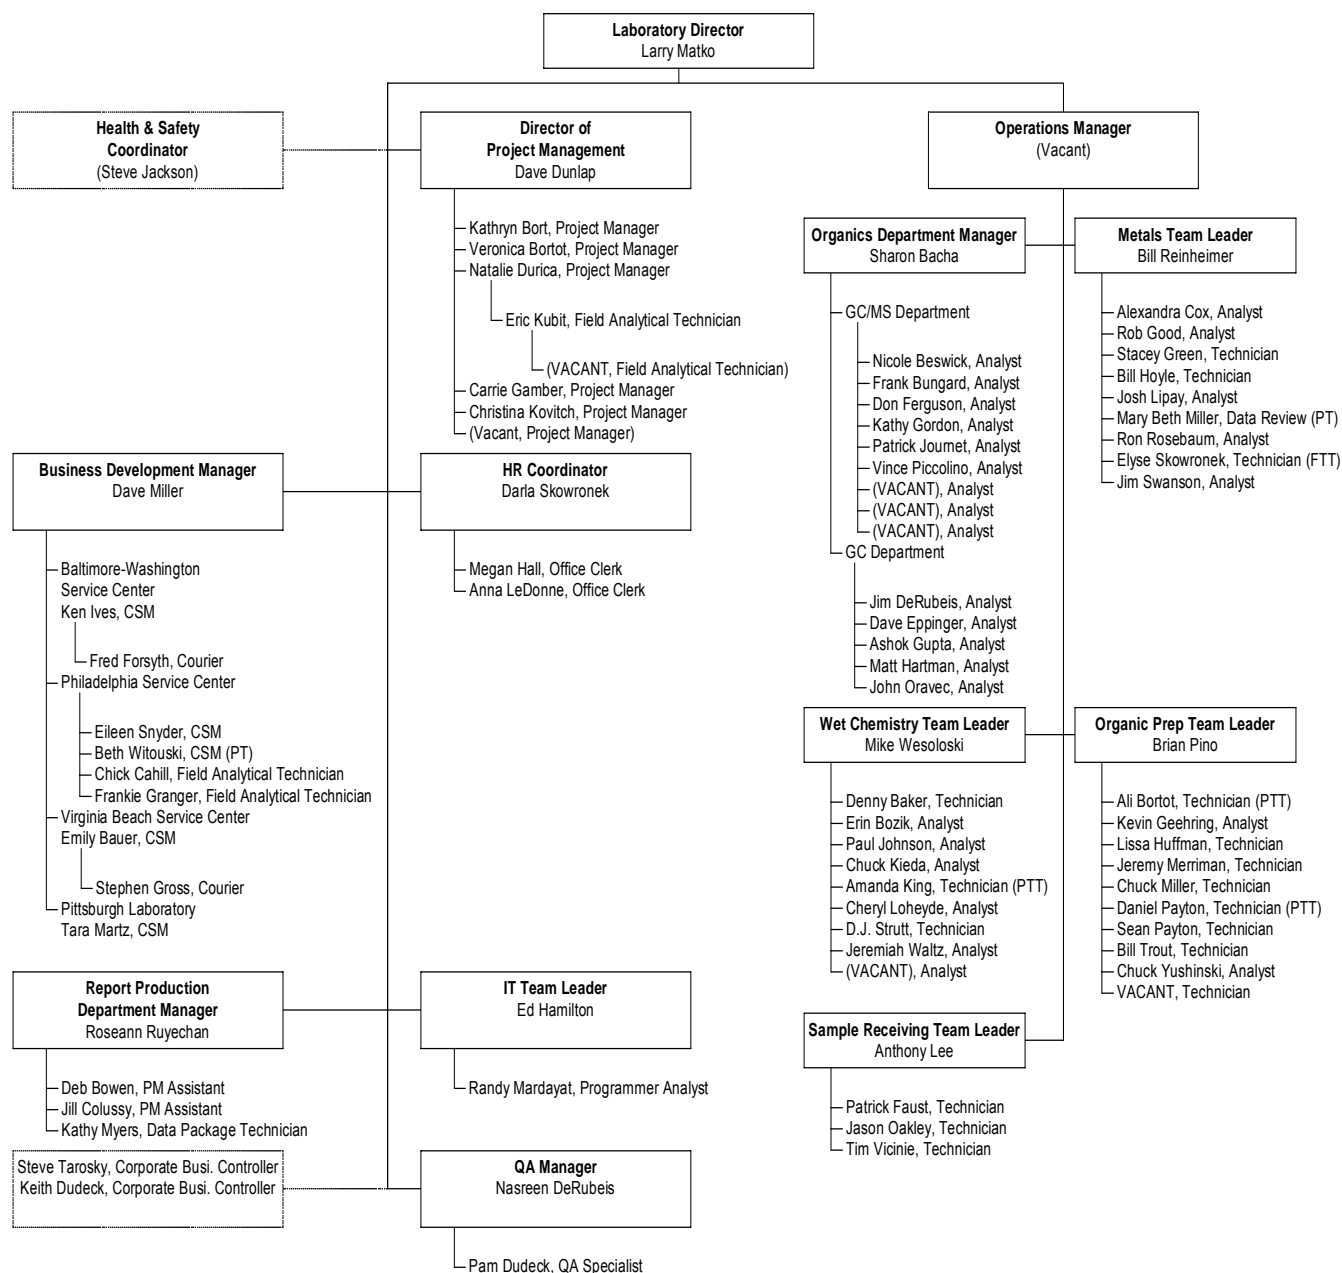 Laboratory Director
Larry Matko
Health & Safety
Coordinator
(Steve Jackson)
Director of
Project Management
Dave Dunlap
Kathryn Bort, Project Manager
Veronica Bortot, Project Manager
Natalie Durica, Project Manager
Eric Kubit, Field Analytical Technician
(VACANT, Field Analytical Technician)
Carrie Gamber, Project Manager
Christina Kovitch, Project Manager
(Vacant, Project Manager)
Business Development Manager
Dave Miller
Baltimore-Washington
Service Center
Ken Ives, CSM
Fred Forsyth, Courier
Philadelphia Service Center
Eileen Snyder, CSM
Beth Witouski, CSM (PT)
Chick Cahill, Field Analytical Technician
Frankie Granger, Field Analytical Technician
Virginia Beach Service Center
Emily Bauer, CSM
Stephen Gross, Courier
Pittsburgh Laboratory
Tara Martz, CSM
HR Coordinator
Darla Skowronek
Megan Hall, Office Clerk
Anna LeDonne, Office Clerk
Report Production
Department Manager
Roseann Ruyechan
Deb Bowen, PM Assistant
Jill Colussy, PM Assistant
Kathy Myers, Data Package Technician
IT Team Leader
Ed Hamilton
Randy Mardayat, Programmer Analyst
Steve Tarosky, Corporate Busi. Controller
Keith Dudeck, Corporate Busi. Controller
QA Manager
Nasreen DeRubeis
Pam Dudeck, QA Specialist
Operations Manager
(Vacant)
Organics Department Manager
Sharon Bacha
GC/MS Department
Nicole Beswick, Analyst
Frank Bungard, Analyst
Don Ferguson, Analyst
Kathy Gordon, Analyst
Patrick Journet, Analyst
Vince Piccolino, Analyst
(VACANT), Analyst
(VACANT), Analyst
(VACANT), Analyst
GC Department
Jim DeRubeis, Analyst
Dave Eppinger, Analyst
Ashok Gupta, Analyst
Matt Hartman, Analyst
John Oravec, Analyst
Metals Team Leader
Bill Reinheimer
Alexandra Cox, Analyst
Rob Good, Analyst
Stacey Green, Technician
Bill Hoyle, Technician
Josh Lipay, Analyst
Mary Beth Miller, Data Review (PT)
Ron Rosebaum, Analyst
Elyse Skowronek, Technician (FTT)
Jim Swanson, Analyst
Wet Chemistry Team Leader
Mike Wesoloski
Denny Baker, Technician
Erin Bozik, Analyst
Paul Johnson, Analyst
Chuck Kieda, Analyst
Amanda King, Technician (PTT)
Cheryl Loheyde, Analyst
D.J. Strutt, Technician
Jeremiah Waltz, Analyst
(VACANT), Analyst
Organic Prep Team Leader
Brian Pino
Ali Bortot, Technician (PTT)
Kevin Geehring, Analyst
Lissa Huffman, Technician
Jeremy Merriman, Technician
Chuck Miller, Technician
Daniel Payton, Technician (PTT)
Sean Payton, Technician
Bill Trout, Technician
Chuck Yushinski, Analyst
VACANT, Technician
Sample Receiving Team Leader
Anthony Lee
Patrick Faust, Technician
Jason Oakley, Technician
Tim Vicinie, Technician